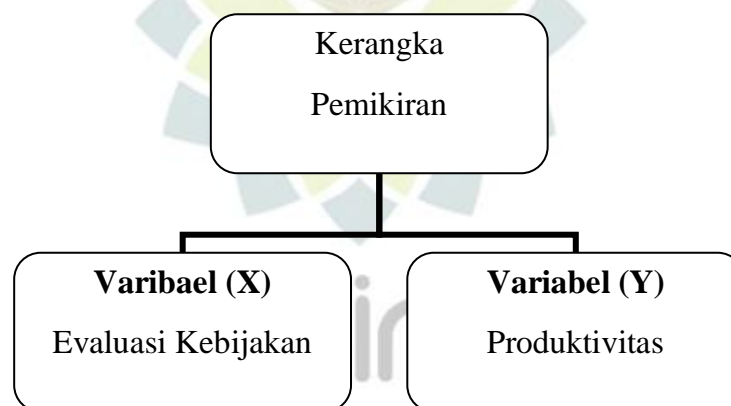 Kerangka
Pemikiran
Varibael (X)
Evaluasi Kebijakan
Variabel (Y)
Produktivitas